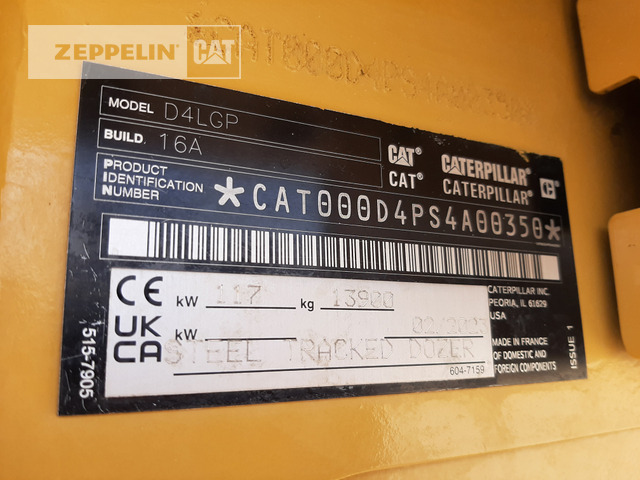 ZEPPELIN CAT
MODEL D4LGP
BUILD. 16A
CAT® CATERPILLAR®
CAT® CATERPILLAR®
PRODUCT
IDENTIFICATION
NUMBER
*CAT000D4PS4A00350*
CE
kW 117 kg 13900
UK
CA
kW
STEEL TRACKED DOZER
604-7159
515-7905
CATERPILLAR INC.
PEORIA, IL 61629
USA
MADE IN FRANCE
OF DOMESTIC AND
FOREIGN COMPONENTS
ISSUE 1